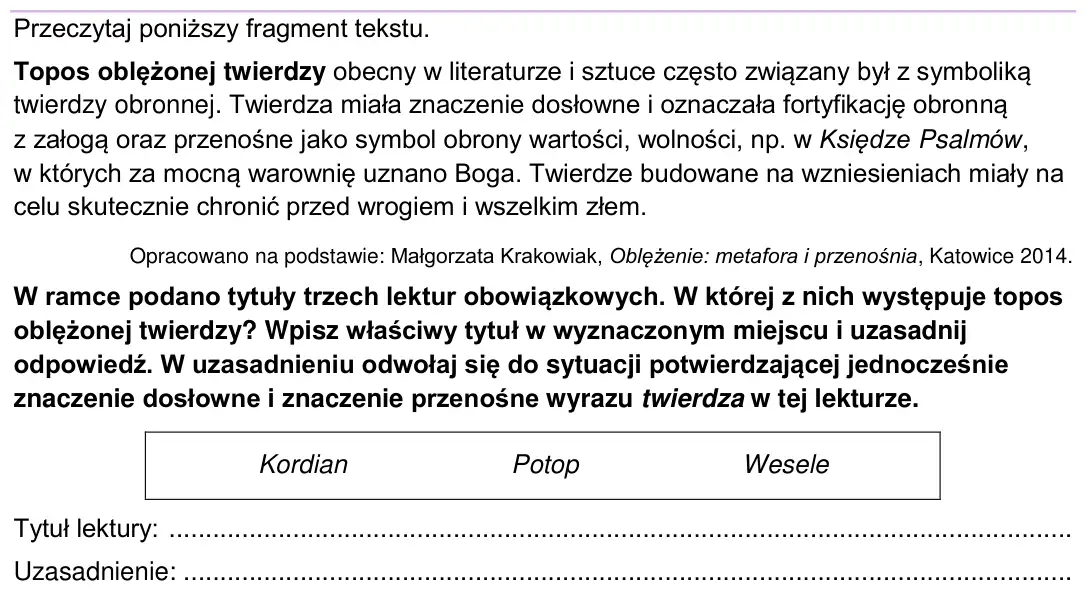 Przeczytaj poniższy fragment tekstu.
Topos oblężonej twierdzy obecny w literaturze i sztuce często związany był z symboliką
twierdzy obronnej. Twierdza miała znaczenie dosłowne i oznaczała fortyfikację obronną
z załogą oraz przenośne jako symbol obrony wartości, wolności, np. w Księdze Psalmów,
w których za mocną warownię uznano Boga. Twierdze budowane na wzniesieniach miały na
celu skutecznie chronić przed wrogiem i wszelkim złem.
Opracowano na podstawie: Małgorzata Krakowiak, Oblężenie: metafora i przenośnia, Katowice 2014.
W ramce podano tytuły trzech lektur obowiązkowych. W której z nich występuje topos
oblężonej twierdzy? Wpisz właściwy tytuł w wyznaczonym miejscu i uzasadnij
odpowiedź. W uzasadnieniu odwołaj się do sytuacji potwierdzającej jednocześnie
znaczenie dosłowne i znaczenie przenośne wyrazu twierdza w tej lekturze.
Kordian Potop Wesele
Tytuł lektury: ........................................................................................................................
Uzasadnienie: ........................................................................................................................